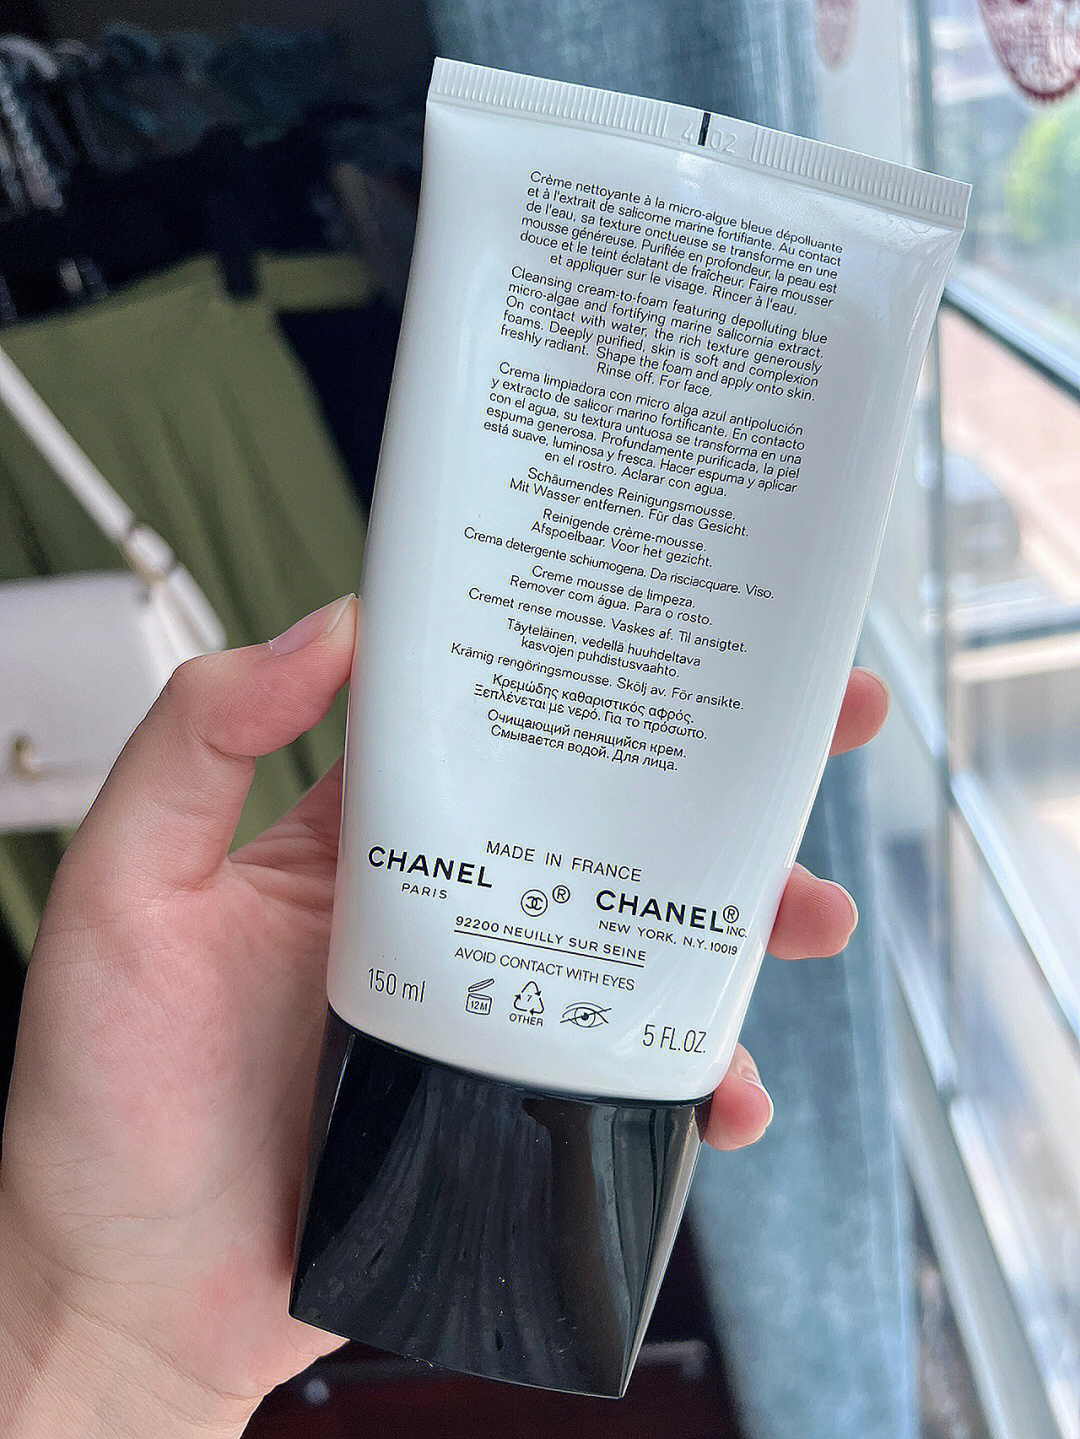 Crème nettoyante à la micro-algue bleue dépolluante
et à l'extrait de salicorne marine fortifiante. Au contact
de l'eau, sa texture onctueuse se transforme en une
mousse généreuse. Purifiée en profondeur, la peau est
douce et le teint éclatant de fraîcheur. Faire mousser
et appliquer sur le visage. Rincer à l'eau.
Cleansing cream-to-foam featuring depolluting blue
micro-algae and fortifying marine salicornia extract.
On contact with water, the rich texture generously
foams. Deeply purified, skin is soft and complexion
freshly radiant. Shape the foam and apply onto skin.
Rinse off. For face.
Crema limpiadora con micro alga azul antipolución
y extracto de salicor marino fortificante. En contacto
con el agua, su textura untuosa se transforma en una
espuma generosa. Profundamente purificada, la piel
está suave, luminosa y fresca. Hacer espuma y aplicar
en el rostro. Aclarar con agua.
Schäumendes Reinigungsmousse.
Mit Wasser entfernen. Für das Gesicht.
Reinigende crème-mousse.
Afspoelbaar. Voor het gezicht.
Crema detergente schiumogena. Da risciacquare. Viso.
Creme mousse de limpeza.
Remover com água. Para o rosto.
Cremet rense mousse. Vaskes af. Til ansigtet.
Täyteläinen, vedellä huuhdeltava
kasvojen puhdistusvaahto.
Krämig rengöringsmousse. Skölj av. För ansikte.
Κρεμώδης καθαριστικός αφρός.
Ξεπλένεται με νερό. Για το πρόσωπο.
Очищающий пенящийся крем.
Смывается водой. Для лица.
MADE IN FRANCE
CHANEL
PARIS
®
CHANEL®
INC.
NEW YORK, N.Y. 10019
92200 NEUILLY SUR SEINE
AVOID CONTACT WITH EYES
150 ml
12M
7
OTHER
5 FL.OZ.